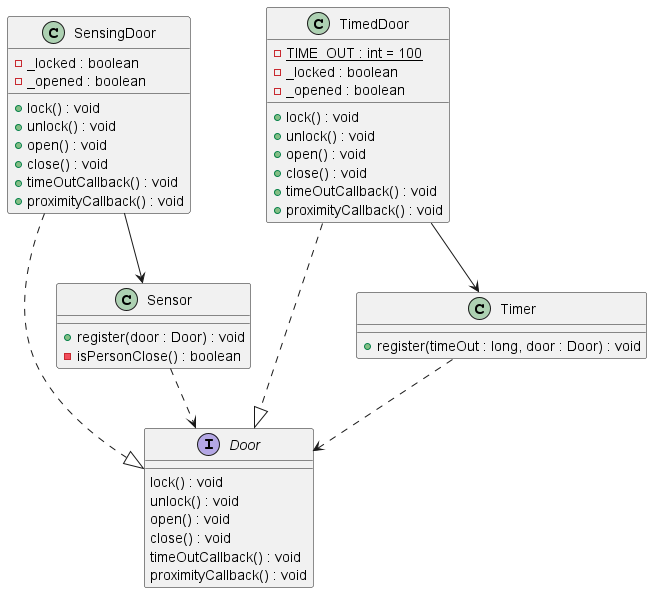 C SensingDoor
_locked : boolean
_opened : boolean
lock() : void
unlock() : void
open() : void
close() : void
timeOutCallback() : void
proximityCallback() : void
C TimedDoor
TIME_OUT : int = 100
_locked : boolean
_opened : boolean
lock() : void
unlock() : void
open() : void
close() : void
timeOutCallback() : void
proximityCallback() : void
C Sensor
register(door : Door) : void
isPersonClose() : boolean
C Timer
register(timeOut : long, door : Door) : void
I Door
lock() : void
unlock() : void
open() : void
close() : void
timeOutCallback() : void
proximityCallback() : void